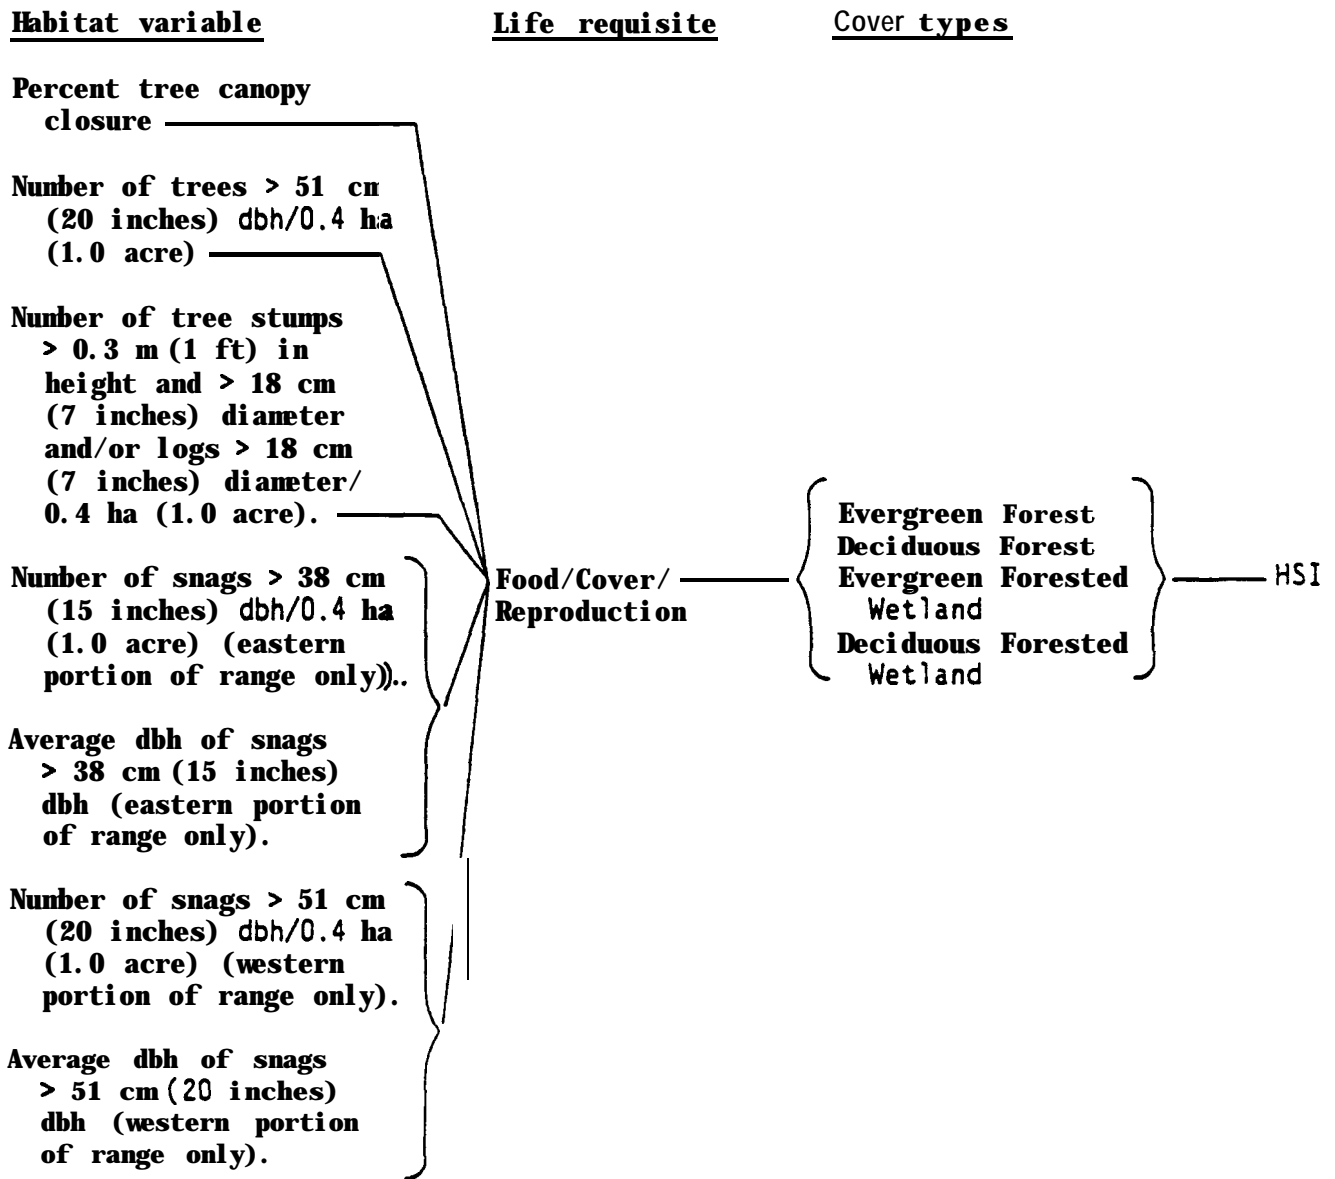 Habitat variable
Life requisite
Cover types
Percent tree canopy
closure
Number of trees > 51 cm
(20 inches) dbh/0.4 ha
(1.0 acre)
Number of tree stumps
> 0.3 m (1 ft) in
height and > 18 cm
(7 inches) diameter
and/or logs > 18 cm
(7 inches) diameter/
0.4 ha (1.0 acre).
Number of snags > 38 cm
(15 inches) dbh/0.4 ha
(1.0 acre) (eastern
portion of range only)..
Average dbh of snags
> 38 cm (15 inches)
dbh (eastern portion
of range only).
Number of snags > 51 cm
(20 inches) dbh/0.4 ha
(1.0 acre) (western
portion of range only).
Average dbh of snags
> 51 cm (20 inches)
dbh (western portion
of range only).
Food/Cover/
Reproduction
Evergreen Forest
Deciduous Forest
Evergreen Forested
Wetland
Deciduous Forested
Wetland
HSI